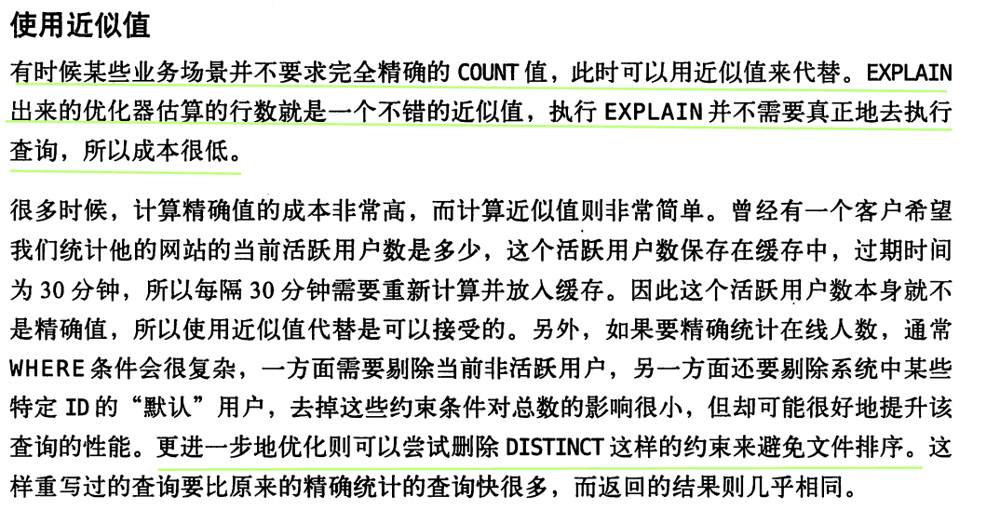 使用近似值
有时候某些业务场景并不要求完全精确的 COUNT 值，此时可以用近似值来代替。EXPLAIN
出来的优化器估算的行数就是一个不错的近似值，执行 EXPLAIN 并不需要真正地去执行
查询，所以成本很低。
很多时候，计算精确值的成本非常高，而计算近似值则非常简单。曾经有一个客户希望
我们统计他的网站的当前活跃用户数是多少，这个活跃用户数保存在缓存中，过期时间
为 30 分钟，所以每隔 30 分钟需要重新计算并放入缓存。因此这个活跃用户数本身就不
是精确值，所以使用近似值代替是可以接受的。另外，如果要精确统计在线人数，通常
WHERE 条件会很复杂，一方面需要剔除当前非活跃用户，另一方面还要剔除系统中某些
特定 ID 的“默认”用户，去掉这些约束条件对总数的影响很小，但却可能很好地提升该
查询的性能。更进一步地优化则可以尝试删除 DISTINCT 这样的约束来避免文件排序。这
样重写过的查询要比原来的精确统计的查询快很多，而返回的结果则几乎相同。